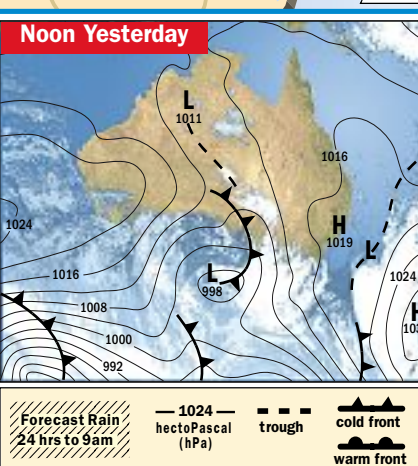 Noon Yesterday
L
1011
1016
H
1019
L
1024
1024
L
998
1016
H
1008
1000
992
Forecast Rain
24 hrs to 9am
1024
hectoPascal
(hPa)
trough
cold front
warm front